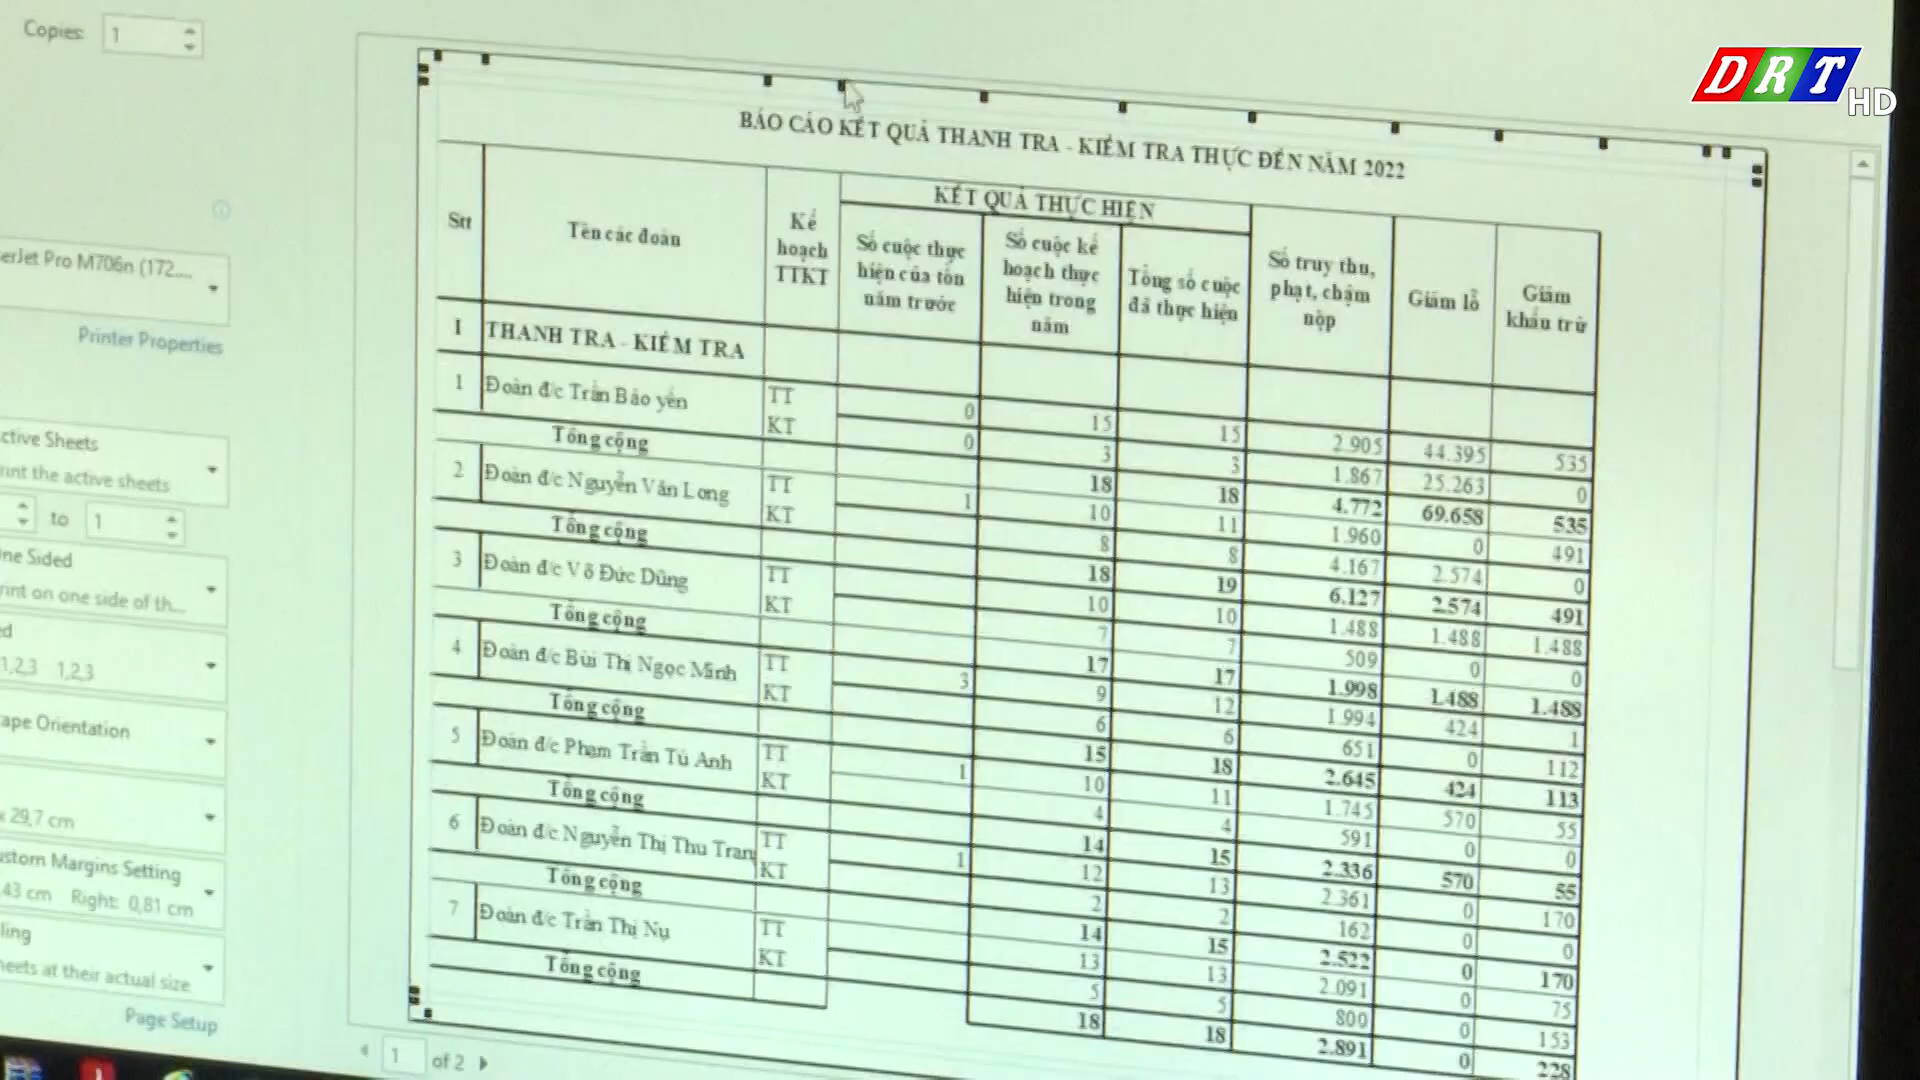 Copies: 1
DRT HD
erJet Pro M706n (172....
Printer Properties
ctive Sheets
rint the active sheets
to 1
ne Sided
rint on one side of th...
ed
1,2,3 1,2,3
ape Orientation
x 29,7 cm
ustom Margins Setting
,43 cm Right: 0,81 cm
ling
heets at their actual size
Page Setup
1 of 2
BÁO CÁO KẾT QUẢ THANH TRA - KIỂM TRA THỰC ĐẾN NĂM 2022
Stt
Tên các đoàn
Kế
hoạch
TTKT
KẾT QUẢ THỰC HIỆN
Số cuộc thực
hiện của tồn
năm trước
Số cuộc kế
hoạch thực
hiện trong
năm
Tổng số cuộc
đã thực hiện
Số truy thu,
phạt, chậm
nộp
Giảm lỗ
Giảm
khấu trừ
I THANH TRA - KIỂM TRA
1 Đoàn đ/c Trần Bảo yến TT 0 15 15 2.905 44.395 535
KT 0 3 3 1.867 25.263 0
Tổng cộng 18 18 4.772 69.658 535
2 Đoàn đ/c Nguyễn Văn Long TT 1 10 11 1.960 0 491
KT 8 8 4.167 2.574 0
Tổng cộng 18 19 6.127 2.574 491
3 Đoàn đ/c Võ Đức Dũng TT 10 10 1.488 1.488 1.488
KT 7 7 509 0 0
Tổng cộng 17 17 1.998 1.488 1.488
4 Đoàn đ/c Bùi Thị Ngọc Minh TT 3 9 12 1.994 424 1
KT 6 6 651 0 112
Tổng cộng 15 18 2.645 424 113
5 Đoàn đ/c Phạm Trần Tú Anh TT 1 10 11 1.745 570 55
KT 4 4 591 0 0
Tổng cộng 14 15 2.336 570 55
6 Đoàn đ/c Nguyễn Thị Thu Tran TT 1 12 13 2.361 0 170
KT 2 2 162 0 0
Tổng cộng 14 15 2.522 0 170
7 Đoàn đ/c Trần Thị Nụ TT 13 13 2.091 0 75
KT 5 5 800 0 153
Tổng cộng 18 18 2.891 0 228